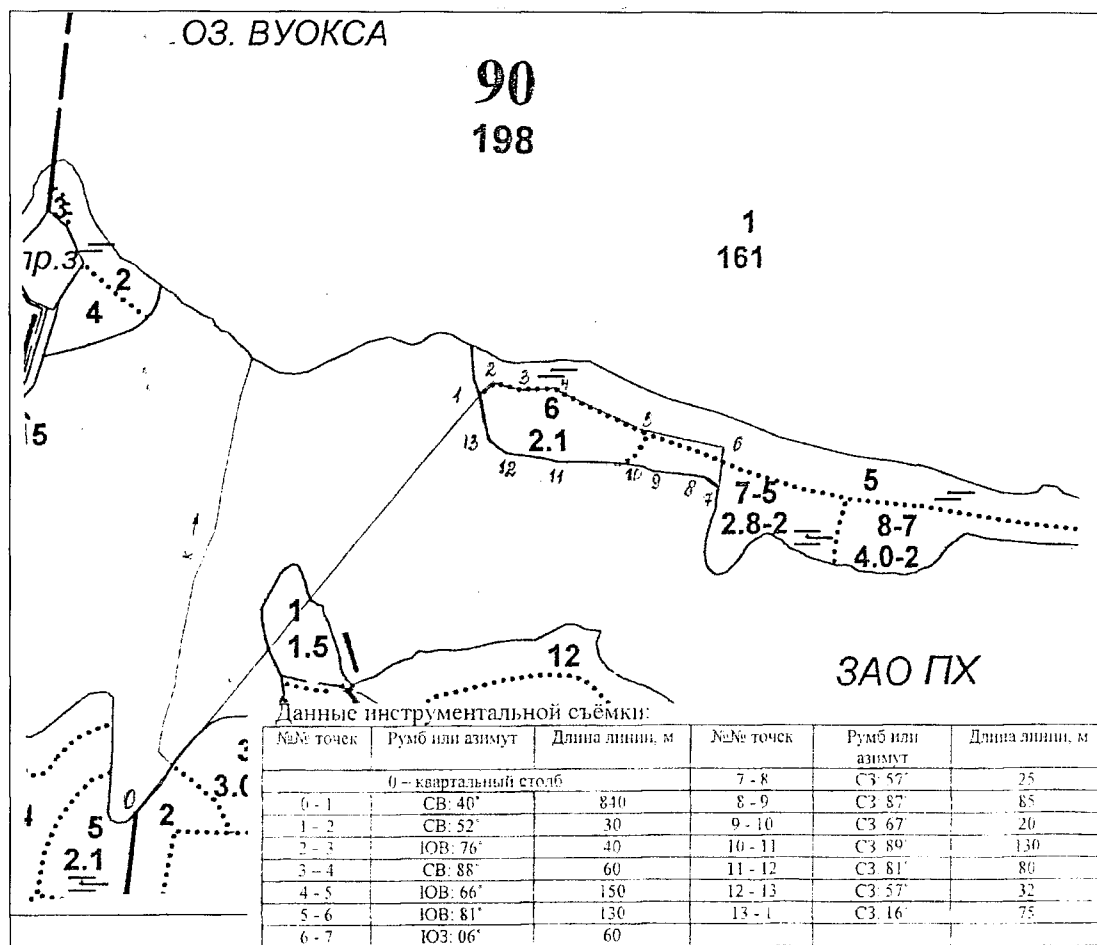 ОЗ. ВУОКСА
90
198
1
161
3
пр.з
2
4
15
1 2 3 4
6
2.1
5
6
13
12
11
10 9 8 7
7-5
2.8-2
5
8-7
4.0-2
К
1
1.5
12
ЗАО ПХ
0
5
2.1
2
3.0
4
Данные инструментальной съёмки:
№№ точек | Румб или азимут | Длина линии, м | №№ точек | Румб или азимут | Длина линии, м
0 – квартальный столб | 7 - 8 | СЗ: 57° | 25
0 - 1 | СВ: 40° | 840 | 8 - 9 | СЗ: 87° | 85
1 - 2 | СВ: 52° | 30 | 9 - 10 | СЗ: 67° | 20
2 - 3 | ЮВ: 76° | 40 | 10 - 11 | СЗ: 89° | 130
3 – 4 | СВ: 88° | 60 | 11 - 12 | СЗ: 81° | 80
4 - 5 | ЮВ: 66° | 150 | 12 - 13 | СЗ: 57° | 32
5 - 6 | ЮВ: 81° | 130 | 13 - 1 | СЗ: 16° | 75
6 - 7 | ЮЗ: 06° | 60